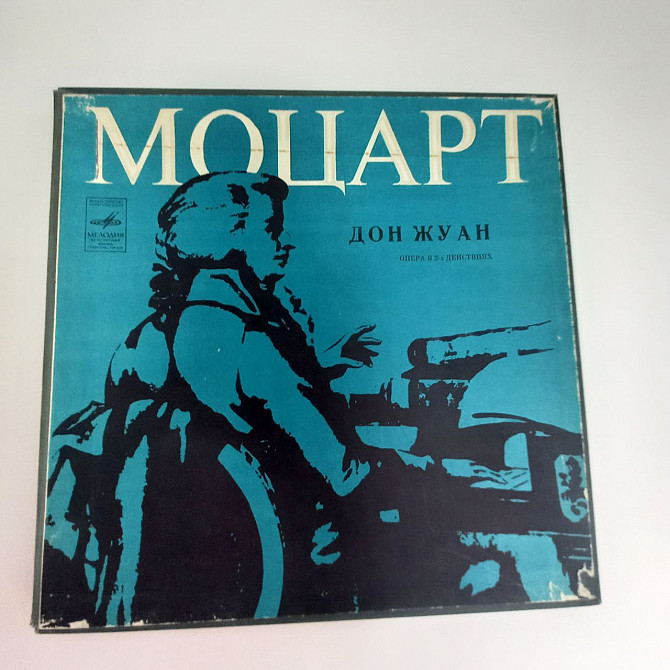 МОЦАРТ
МЕЛОДИЯ
ДОН ЖУАН
ОПЕРА В 2-х ДЕЙСТВИЯХ